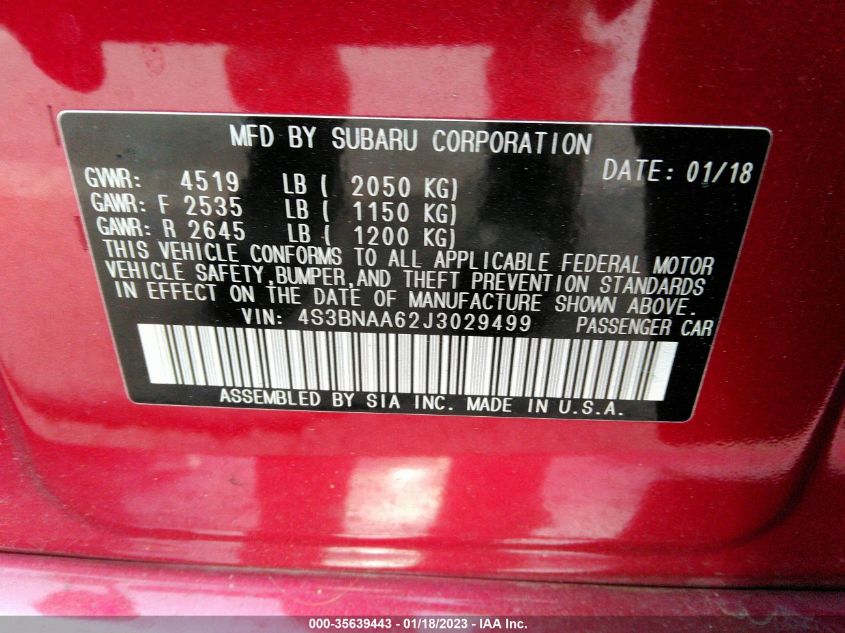 MFD BY SUBARU CORPORATION
DATE: 01/18
GVWR: 4519 LB ( 2050 KG)
GAWR: F 2535 LB ( 1150 KG)
GAWR: R 2645 LB ( 1200 KG)
THIS VEHICLE CONFORMS TO ALL APPLICABLE FEDERAL MOTOR
VEHICLE SAFETY,BUMPER,AND THEFT PREVENTION STANDARDS
IN EFFECT ON THE DATE OF MANUFACTURE SHOWN ABOVE.
VIN: 4S3BNAA62J3029499 PASSENGER CAR
ASSEMBLED BY SIA INC. MADE IN U.S.A.
000-35639443 - 01/18/2023 - IAA Inc.